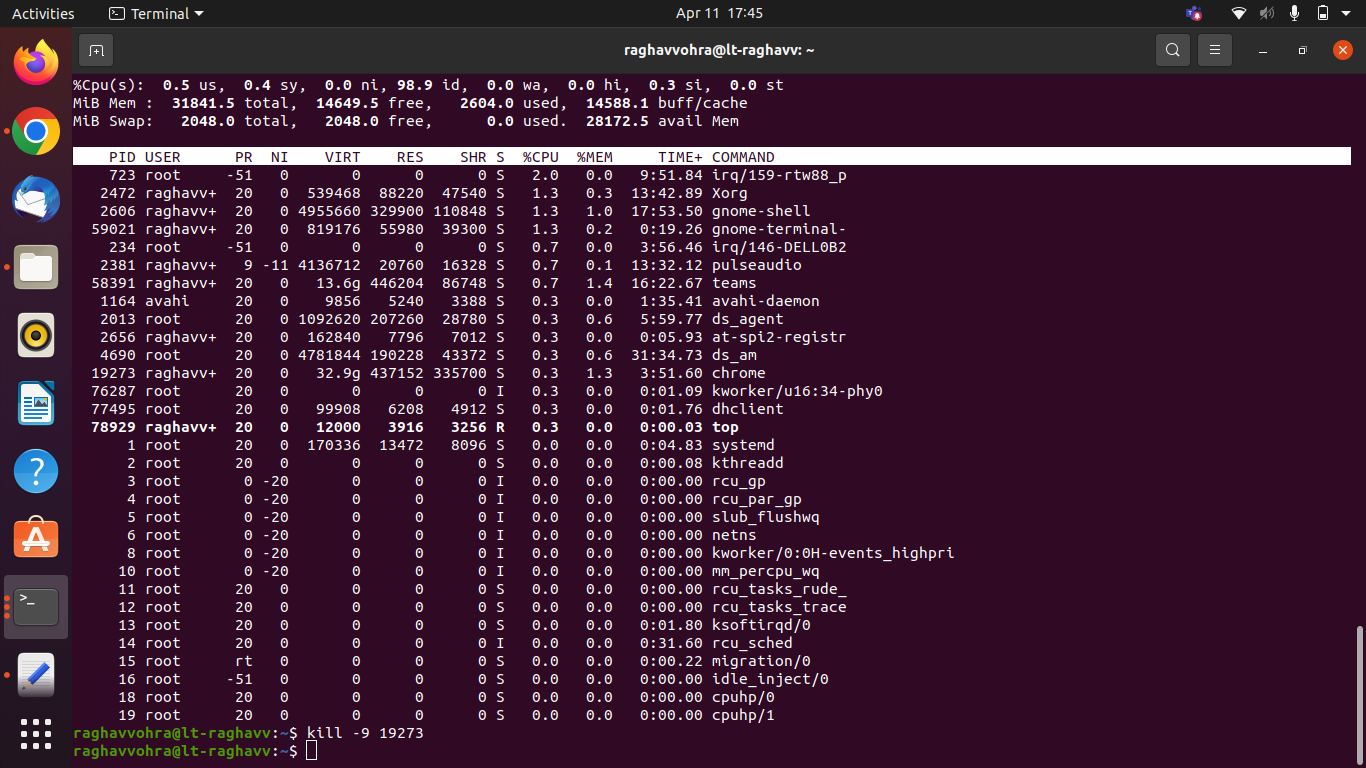 Activities Terminal Apr 11 17:45
raghavvohra@lt-raghavv: ~
%Cpu(s):  0.5 us,  0.4 sy,  0.0 ni, 98.9 id,  0.0 wa,  0.0 hi,  0.3 si,  0.0 st
MiB Mem :  31841.5 total,  14649.5 free,   2604.0 used,  14588.1 buff/cache
MiB Swap:   2048.0 total,   2048.0 free,      0.0 used.  28172.5 avail Mem
PID USER      PR  NI    VIRT    RES    SHR S  %CPU  %MEM     TIME+ COMMAND
723 root     -51   0       0      0      0 S   2.0   0.0   9:51.84 irq/159-rtw88_p
2472 raghavv+  20   0  539468  88220  47540 S   1.3   0.3  13:42.89 Xorg
2606 raghavv+  20   0 4955660 329900 110848 S   1.3   1.0  17:53.50 gnome-shell
59021 raghavv+  20   0  819176  55980  39300 S   1.3   0.2   0:19.26 gnome-terminal-
234 root     -51   0       0      0      0 S   0.7   0.0   3:56.46 irq/146-DELL0B2
2381 raghavv+   9 -11 4136712  20760  16328 S   0.7   0.1  13:32.12 pulseaudio
58391 raghavv+  20   0   13.6g 446204  86748 S   0.7   1.4  16:22.67 teams
1164 avahi     20   0    9856   5240   3388 S   0.3   0.0   1:35.41 avahi-daemon
2013 root      20   0 1092620 207260  28780 S   0.3   0.6   5:59.77 ds_agent
2656 raghavv+  20   0  162840   7796   7012 S   0.3   0.0   0:05.93 at-spi2-registr
4690 root      20   0 4781844 190228  43372 S   0.3   0.6  31:34.73 ds_am
19273 raghavv+  20   0   32.9g 437152 335700 S   0.3   1.3   3:51.60 chrome
76287 root      20   0       0      0      0 I   0.3   0.0   0:01.09 kworker/u16:34-phy0
77495 root      20   0   99908   6208   4912 S   0.3   0.0   0:01.76 dhclient
78929 raghavv+  20   0   12000   3916   3256 R   0.3   0.0   0:00.03 top
1 root      20   0  170336  13472   8096 S   0.0   0.0   0:04.83 systemd
2 root      20   0       0      0      0 S   0.0   0.0   0:00.08 kthreadd
3 root       0 -20       0      0      0 I   0.0   0.0   0:00.00 rcu_gp
4 root       0 -20       0      0      0 I   0.0   0.0   0:00.00 rcu_par_gp
5 root       0 -20       0      0      0 I   0.0   0.0   0:00.00 slub_flushwq
6 root       0 -20       0      0      0 I   0.0   0.0   0:00.00 netns
8 root       0 -20       0      0      0 I   0.0   0.0   0:00.00 kworker/0:0H-events_highpri
10 root       0 -20       0      0      0 I   0.0   0.0   0:00.00 mm_percpu_wq
11 root      20   0       0      0      0 S   0.0   0.0   0:00.00 rcu_tasks_rude_
12 root      20   0       0      0      0 S   0.0   0.0   0:00.00 rcu_tasks_trace
13 root      20   0       0      0      0 S   0.0   0.0   0:01.80 ksoftirqd/0
14 root      20   0       0      0      0 I   0.0   0.0   0:31.60 rcu_sched
15 root      rt   0       0      0      0 S   0.0   0.0   0:00.22 migration/0
16 root     -51   0       0      0      0 S   0.0   0.0   0:00.00 idle_inject/0
18 root      20   0       0      0      0 S   0.0   0.0   0:00.00 cpuhp/0
19 root      20   0       0      0      0 S   0.0   0.0   0:00.00 cpuhp/1
raghavvohra@lt-raghavv:~$ kill -9 19273
raghavvohra@lt-raghavv:~$